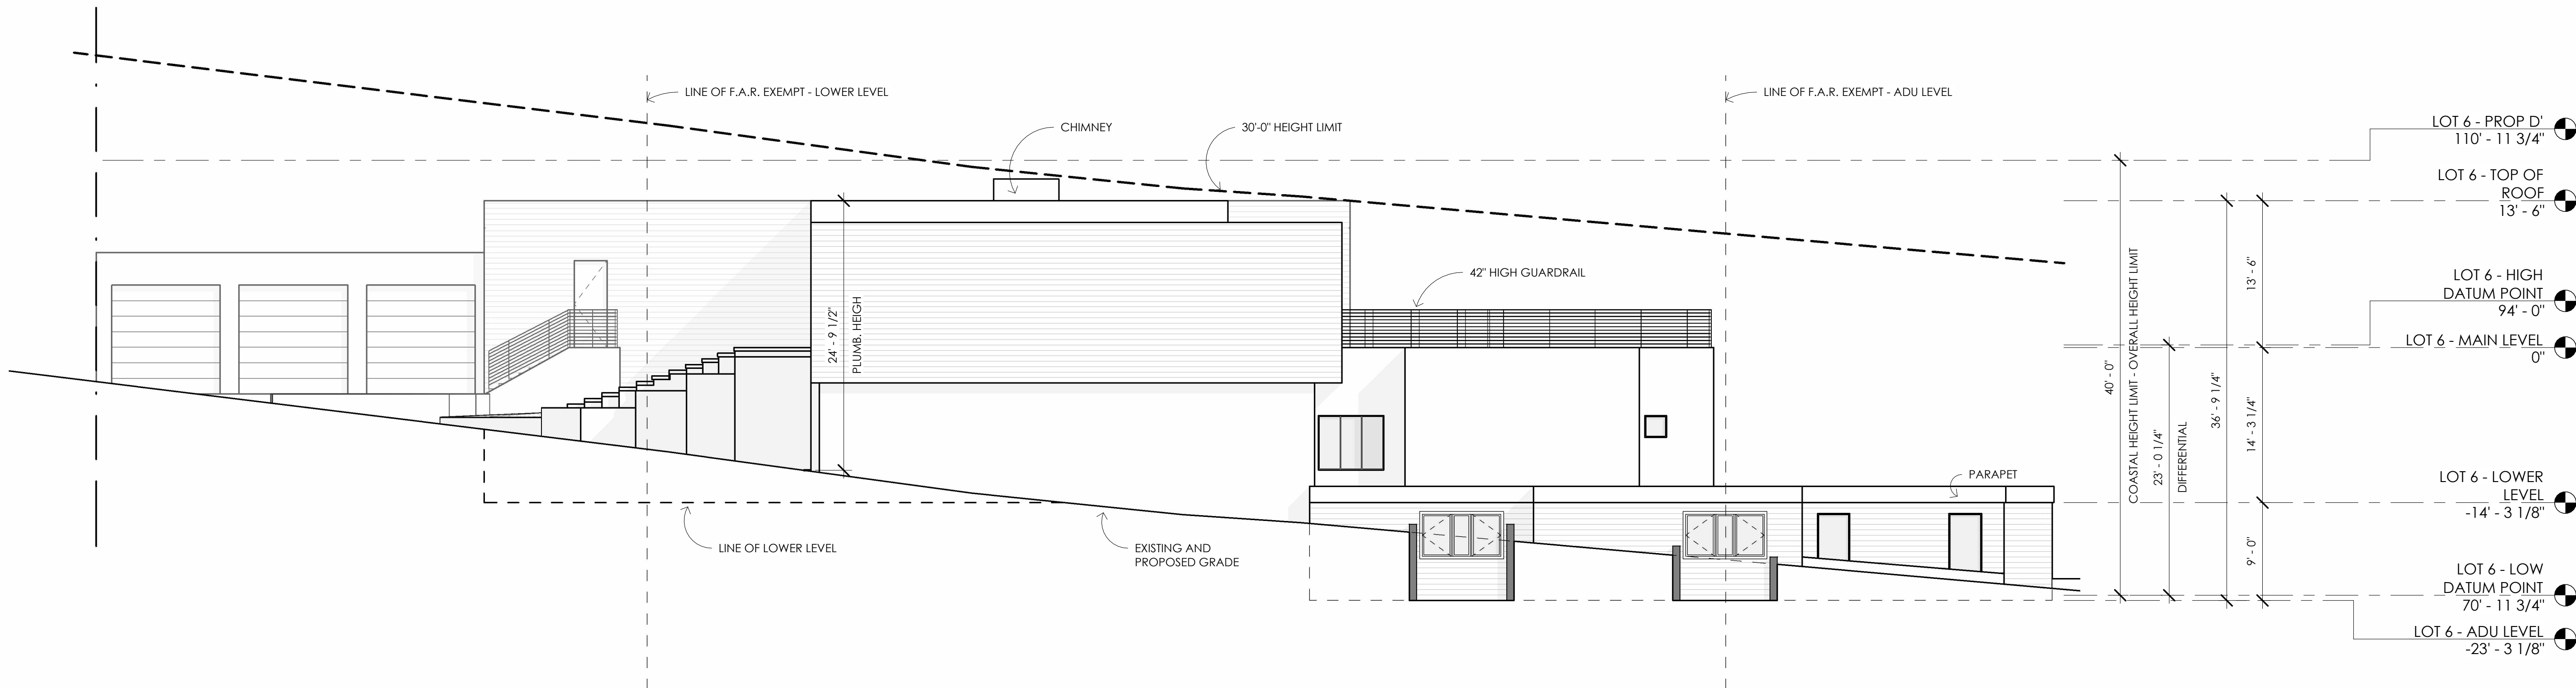 LINE OF F.A.R. EXEMPT - LOWER LEVEL
LINE OF F.A.R. EXEMPT - ADU LEVEL
CHIMNEY
30'-0" HEIGHT LIMIT
LOT 6 - PROP D'
110' - 11 3/4"
LOT 6 - TOP OF
ROOF
13' - 6"
42" HIGH GUARDRAIL
LOT 6 - HIGH
DATUM POINT
94' - 0"
LOT 6 - MAIN LEVEL
0"
24' - 9 1/2"
PLUMB. HEIGH
40' - 0"
COASTAL HEIGHT LIMIT - OVERALL HEIGHT LIMIT
23' - 0 1/4"
DIFFERENTIAL
36' - 9 1/4"
13' - 6"
14' - 3 1/4"
9' - 0"
PARAPET
LOT 6 - LOWER
LEVEL
-14' - 3 1/8"
LINE OF LOWER LEVEL
EXISTING AND
PROPOSED GRADE
LOT 6 - LOW
DATUM POINT
70' - 11 3/4"
LOT 6 - ADU LEVEL
-23' - 3 1/8"